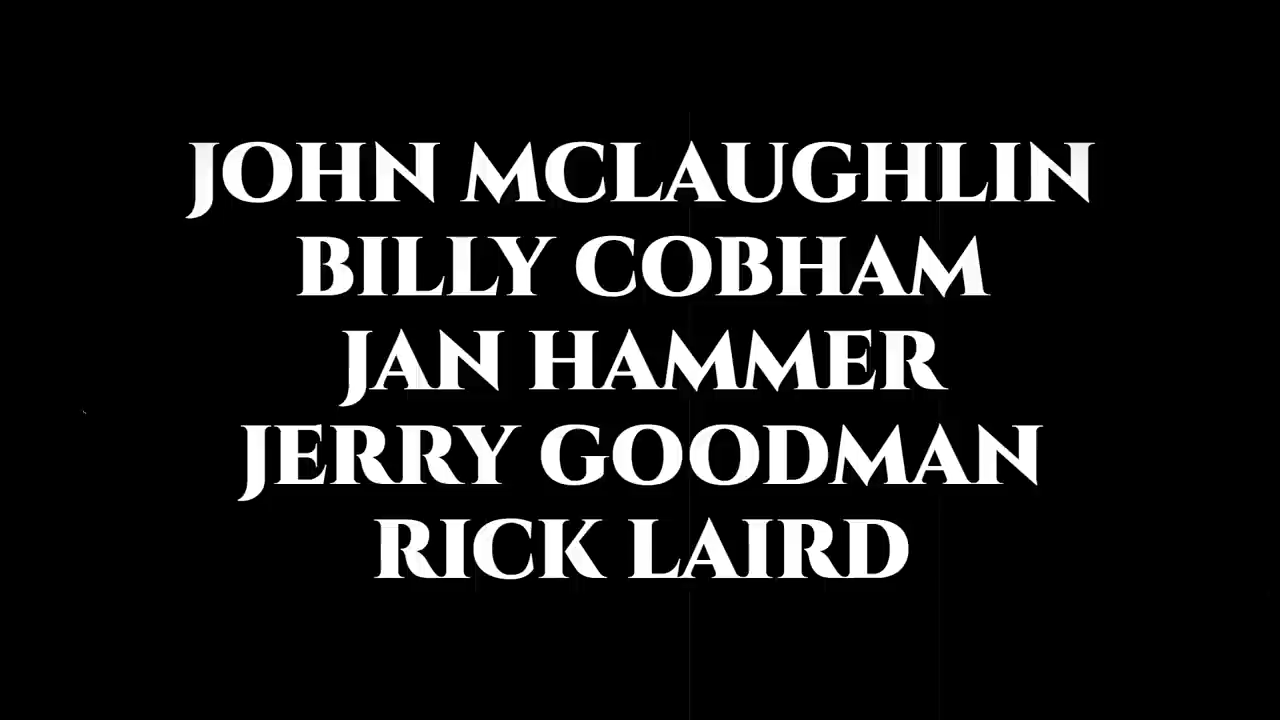 JOHN MCLAUGHLIN
BILLY COBHAM
JAN HAMMER
JERRY GOODMAN
RICK LAIRD